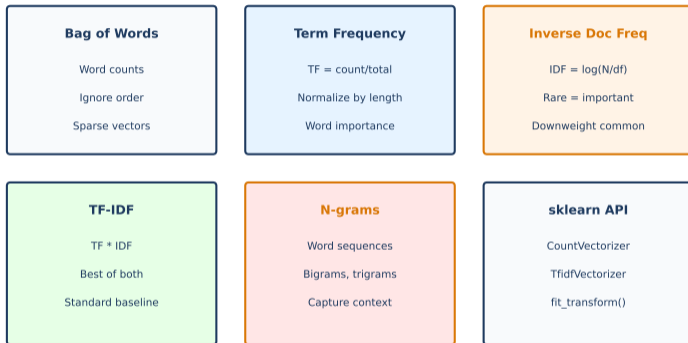 Bag of Words
Word counts
Ignore order
Sparse vectors
Term Frequency
TF = count/total
Normalize by length
Word importance
Inverse Doc Freq
IDF = log(N/df)
Rare = important
Downweight common
TF-IDF
TF * IDF
Best of both
Standard baseline
N-grams
Word sequences
Bigrams, trigrams
Capture context
sklearn API
CountVectorizer
TfidfVectorizer
fit_transform()